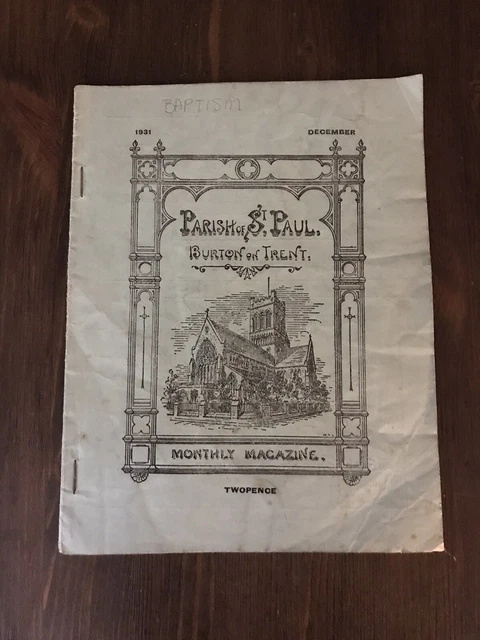 BAPTISM
1931 DECEMBER
PARISH OF ST PAUL.
BURTON ON TRENT.
MONTHLY MAGAZINE.
TWOPENCE